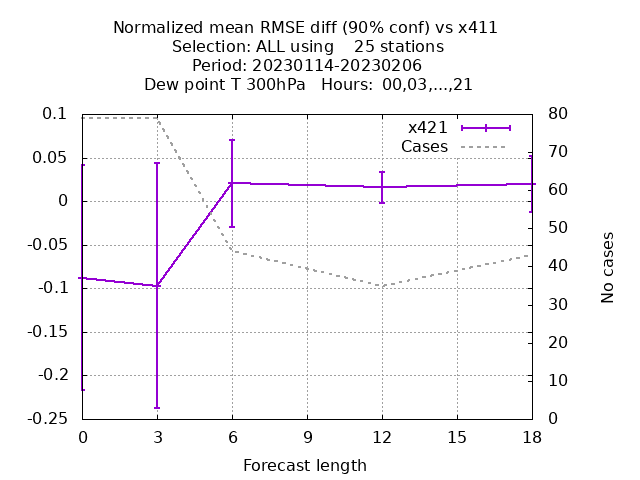 Normalized mean RMSE diff (90% conf) vs x411
Selection: ALL using    25 stations
Period: 20230114-20230206
Dew point T 300hPa   Hours: 00,03,...,21
x421
Cases
0.1
0.05
0
-0.05
-0.1
-0.15
-0.2
-0.25
80
70
60
50
40
30
20
10
0
No cases
0 3 6 9 12 15 18
Forecast length